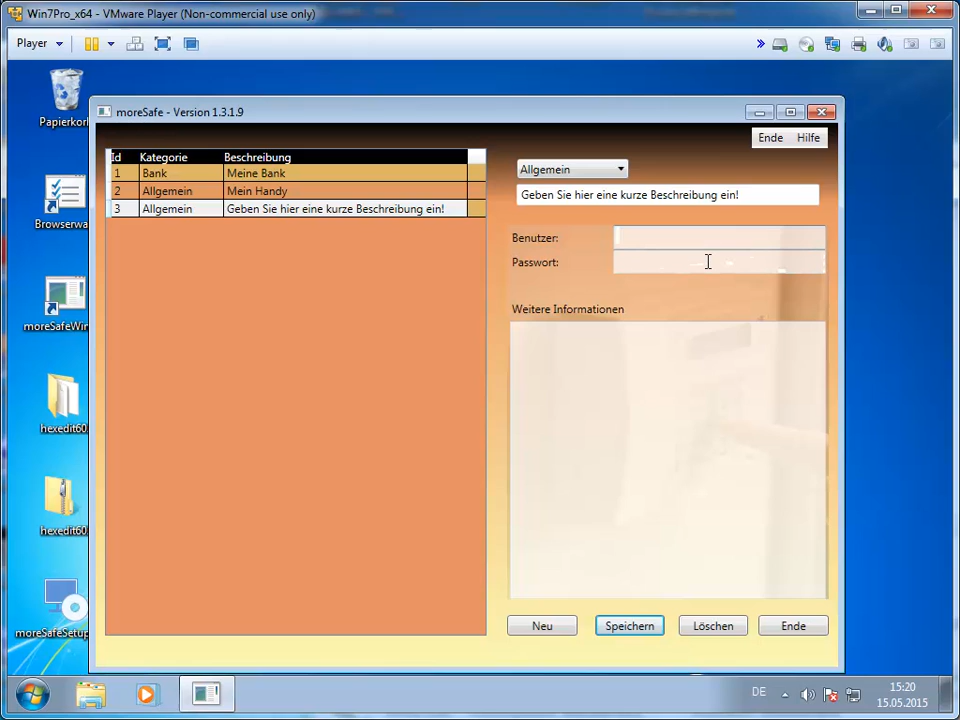 Win7Pro_x64 - VMware Player (Non-commercial use only)
Player
Papierkorb
Browserwa
moreSafeWin
hexedit60
hexedit60
moreSafeSetup
moreSafe - Version 1.3.1.9
Ende Hilfe
Id Kategorie Beschreibung
1 Bank Meine Bank
2 Allgemein Mein Handy
3 Allgemein Geben Sie hier eine kurze Beschreibung ein!
Allgemein
Geben Sie hier eine kurze Beschreibung ein!
Benutzer:
Passwort:
Weitere Informationen
Neu Speichern Löschen Ende
DE
15:20
15.05.2015